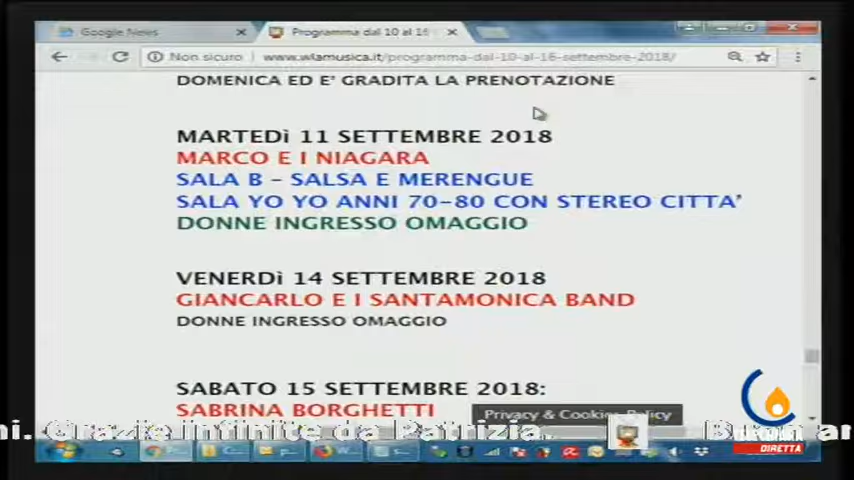 Google News
Programma dal 10 al 16
Non sicuro
www.wlamusica.it/programma-dal-10-al-16-settembre-2018/
DOMENICA ED E' GRADITA LA PRENOTAZIONE
MARTEDì 11 SETTEMBRE 2018
MARCO E I NIAGARA
SALA B – SALSA E MERENGUE
SALA YO YO ANNI 70-80 CON STEREO CITTA'
DONNE INGRESSO OMAGGIO
VENERDì 14 SETTEMBRE 2018
GIANCARLO E I SANTAMONICA BAND
DONNE INGRESSO OMAGGIO
SABATO 15 SETTEMBRE 2018:
SABRINA BORGHETTI
Privacy & Cookies Policy
ni. Grazie infinite da Patrizia.
DIRETTA